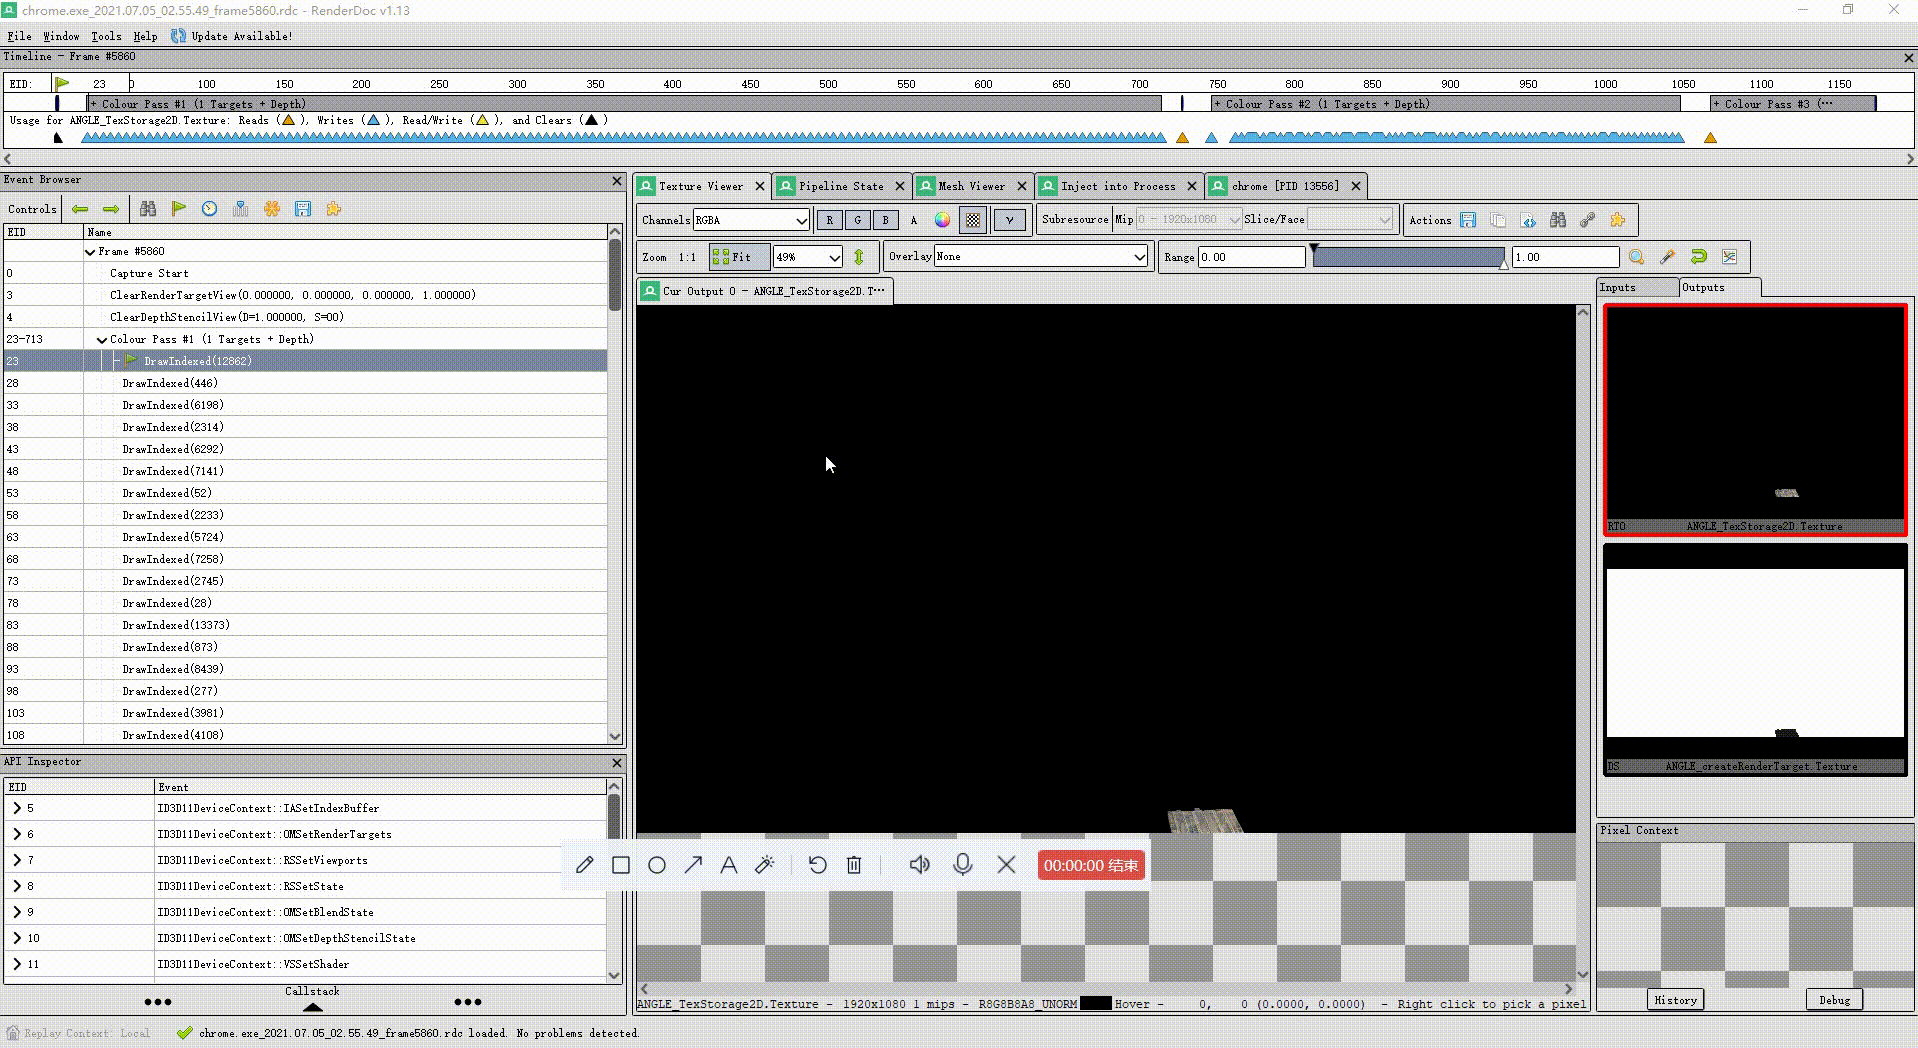 chrome.exe_2021.07.05_02.55.49_frame5860.rdc - RenderDoc v1.13
File Window Tools Help Update Available!
Timeline - Frame #5860
EID: 23 0 100 150 200 250 300 350 400 450 500 550 600 650 700 750 800 850 900 950 1000 1050 1100 1150
+ Colour Pass #1 (1 Targets + Depth) + Colour Pass #2 (1 Targets + Depth) + Colour Pass #3 (···
Usage for ANGLE_TexStorage2D.Texture: Reads ( ), Writes ( ), Read/Write ( ), and Clears ( )
Event Browser
Controls
EID Name
Frame #5860
0 Capture Start
3 ClearRenderTargetView(0.000000, 0.000000, 0.000000, 1.000000)
4 ClearDepthStencilView(D=1.000000, S=00)
23-713 Colour Pass #1 (1 Targets + Depth)
23 DrawIndexed(12862)
28 DrawIndexed(446)
33 DrawIndexed(6198)
38 DrawIndexed(2314)
43 DrawIndexed(6292)
48 DrawIndexed(7141)
53 DrawIndexed(52)
58 DrawIndexed(2233)
63 DrawIndexed(5724)
68 DrawIndexed(7258)
73 DrawIndexed(2745)
78 DrawIndexed(28)
83 DrawIndexed(13373)
88 DrawIndexed(873)
93 DrawIndexed(8439)
98 DrawIndexed(277)
103 DrawIndexed(3981)
108 DrawIndexed(4108)
API Inspector
EID Event
5 ID3D11DeviceContext::IASetIndexBuffer
6 ID3D11DeviceContext::OMSetRenderTargets
7 ID3D11DeviceContext::RSSetViewports
8 ID3D11DeviceContext::RSSetState
9 ID3D11DeviceContext::OMSetBlendState
10 ID3D11DeviceContext::OMSetDepthStencilState
11 ID3D11DeviceContext::VSSetShader
Callstack
Texture Viewer Pipeline State Mesh Viewer Inject into Process chrome [PID 13556]
Channels RGBA R G B A γ Subresource Mip 0 - 1920x1080 Slice/Face Actions
Zoom 1:1 Fit 49% Overlay None Range 0.00 1.00
Cur Output 0 - ANGLE_TexStorage2D.T···
00:00:00 结束
ANGLE_TexStorage2D.Texture - 1920x1080 1 mips - R8G8B8A8_UNORM Hover - 0, 0 (0.0000, 0.0000) - Right click to pick a pixel
Inputs Outputs
RT0 ANGLE_TexStorage2D.Texture
DS ANGLE_createRenderTarget.Texture
Pixel Context
History Debug
Replay Context: Local chrome.exe_2021.07.05_02.55.49_frame5860.rdc loaded. No problems detected.